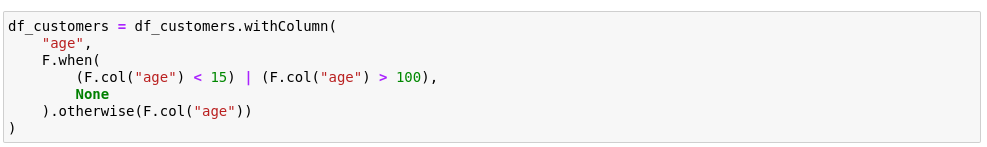 df_customers = df_customers.withColumn(
    "age",
    F.when(
        (F.col("age") < 15) | (F.col("age") > 100),
        None
    ).otherwise(F.col("age"))
)